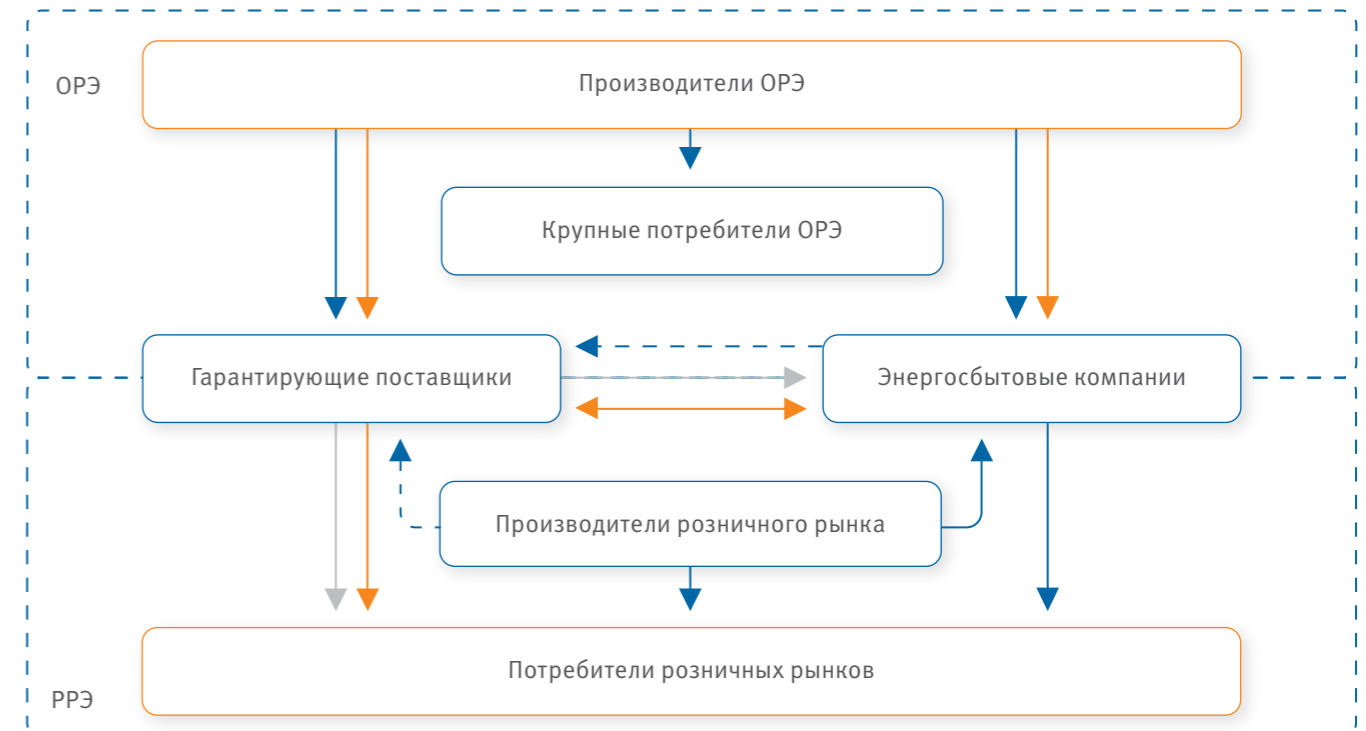 ОРЭ
Производители ОРЭ
Крупные потребители ОРЭ
Гарантирующие поставщики
Энергосбытовые компании
Производители розничного рынка
Потребители розничных рынков
РРЭ